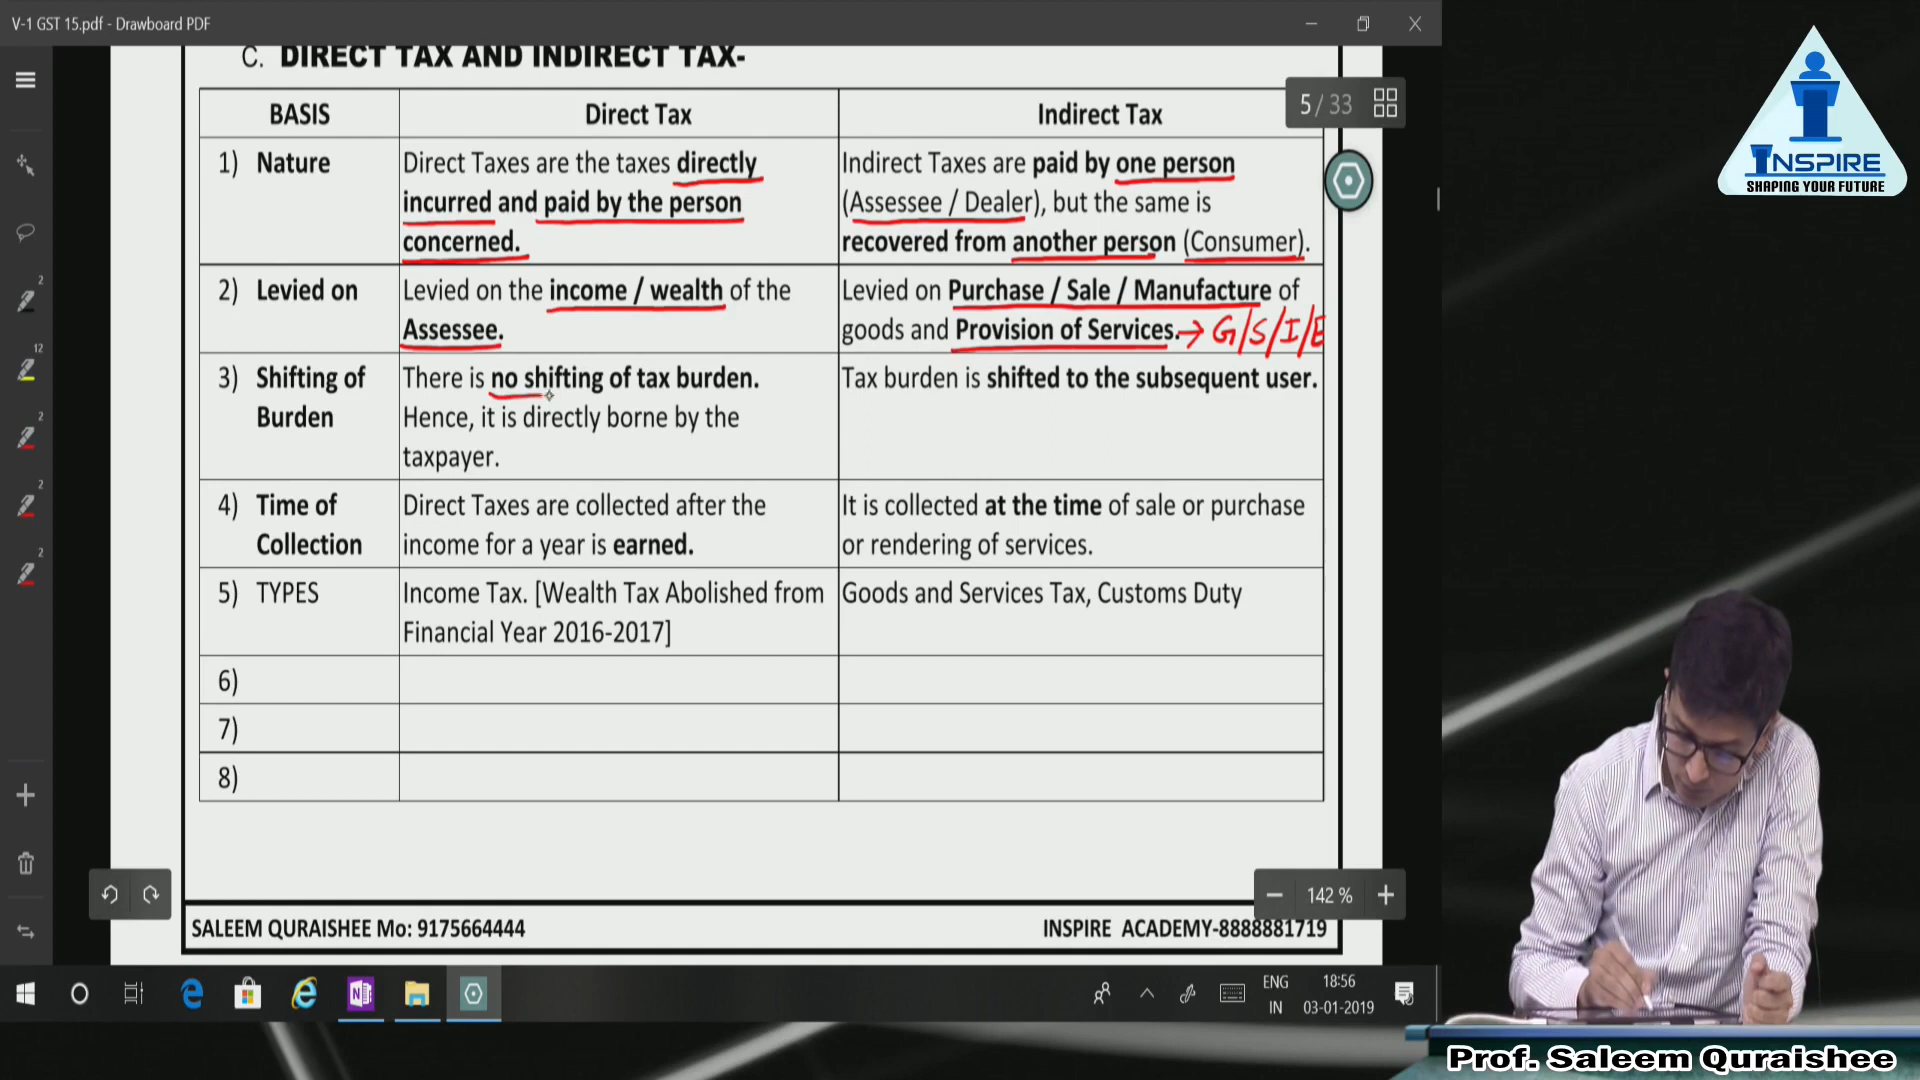 V-1 GST 15.pdf - Drawboard PDF
C. DIRECT TAX AND INDIRECT TAX-
5 / 33
BASIS Direct Tax Indirect Tax
1) Nature
Direct Taxes are the taxes directly
incurred and paid by the person
concerned.
Indirect Taxes are paid by one person
(Assessee / Dealer), but the same is
recovered from another person (Consumer).
2) Levied on
Levied on the income / wealth of the
Assessee.
Levied on Purchase / Sale / Manufacture of
goods and Provision of Services. → G/S/I/E
3) Shifting of
Burden
There is no shifting of tax burden.
Hence, it is directly borne by the
taxpayer.
Tax burden is shifted to the subsequent user.
4) Time of
Collection
Direct Taxes are collected after the
income for a year is earned.
It is collected at the time of sale or purchase
or rendering of services.
5) TYPES
Income Tax. [Wealth Tax Abolished from
Financial Year 2016-2017]
Goods and Services Tax, Customs Duty
6)
7)
8)
2
12
2
2
2
142 %
SALEEM QURAISHEE Mo: 9175664444 INSPIRE ACADEMY-8888881719
ENG
IN
18:56
03-01-2019
INSPIRE
SHAPING YOUR FUTURE
Prof. Saleem Quraishee